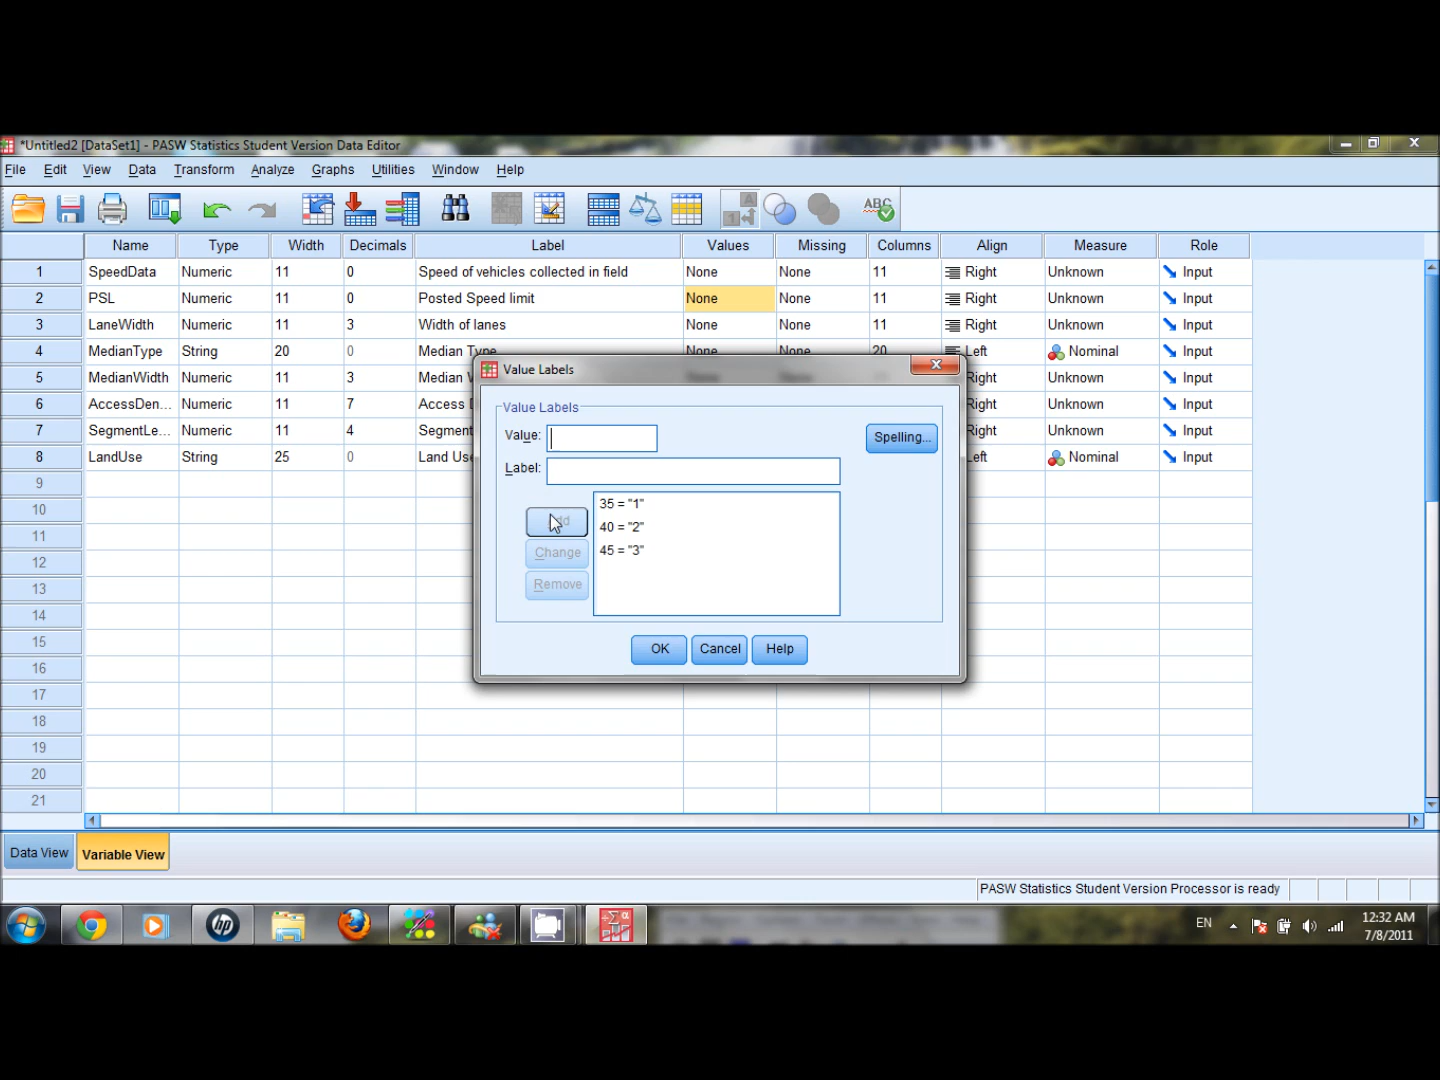 *Untitled2 [DataSet1] - PASW Statistics Student Version Data Editor
File Edit View Data Transform Analyze Graphs Utilities Window Help
Name Type Width Decimals Label Values Missing Columns Align Measure Role
1 SpeedData Numeric 11 0 Speed of vehicles collected in field None None 11 Right Unknown Input
2 PSL Numeric 11 0 Posted Speed limit None None 11 Right Unknown Input
3 LaneWidth Numeric 11 3 Width of lanes None None 11 Right Unknown Input
4 MedianType String 20 0 Median Type None None 20 Left Nominal Input
5 MedianWidth Numeric 11 3 Median Right Unknown Input
6 AccessDen... Numeric 11 7 Access Right Unknown Input
7 SegmentLe... Numeric 11 4 Segment Right Unknown Input
8 LandUse String 25 0 Land Use Left Nominal Input
9
10
11
12
13
14
15
16
17
18
19
20
21
Value Labels
Value Labels
Value:
Spelling...
Label:
35 = "1"
40 = "2"
45 = "3"
Change
Remove
OK Cancel Help
Data View Variable View
PASW Statistics Student Version Processor is ready
EN
12:32 AM
7/8/2011